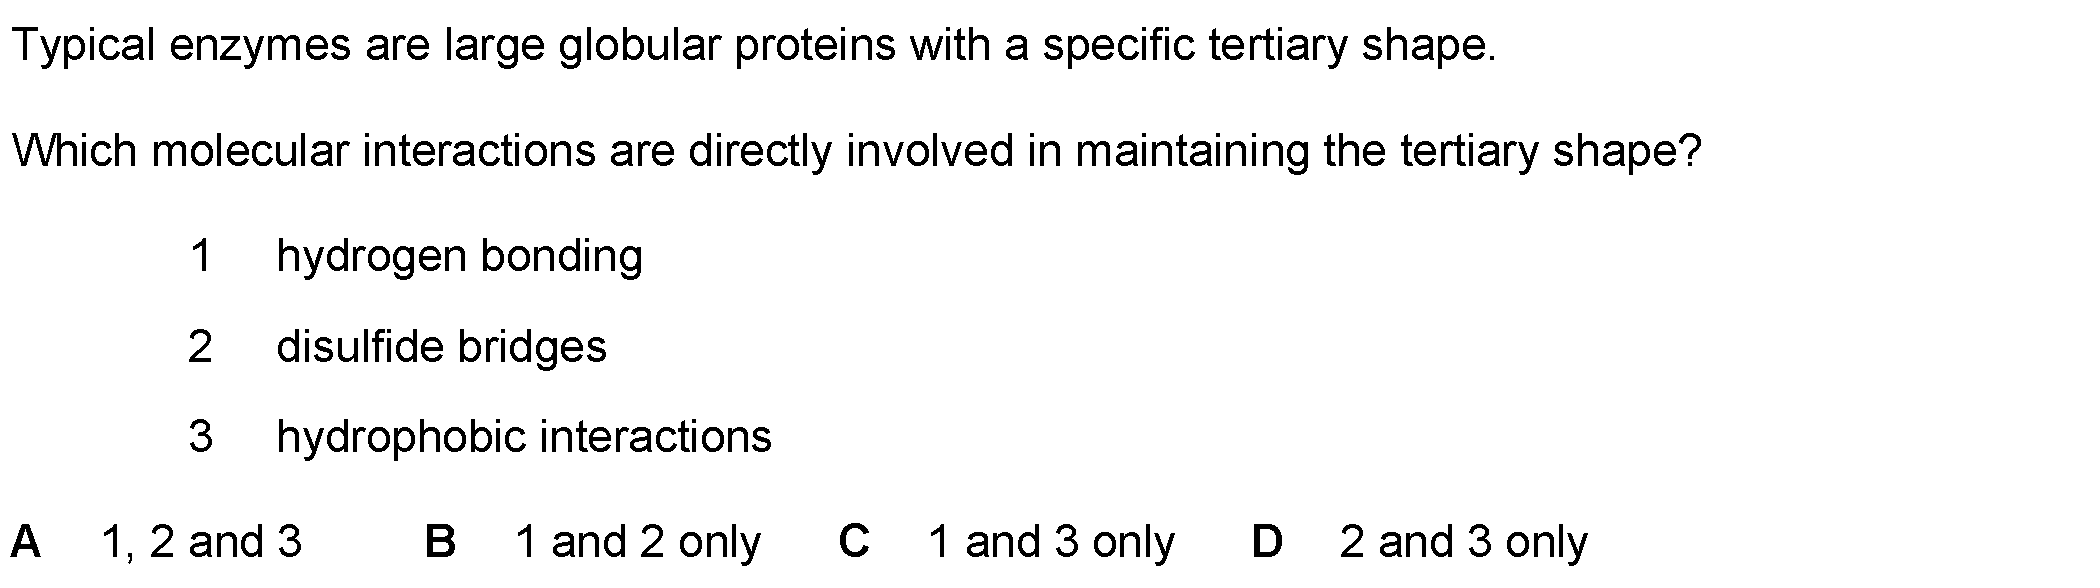 Typical enzymes are large globular proteins with a specific tertiary shape.
Which molecular interactions are directly involved in maintaining the tertiary shape?
1 hydrogen bonding
2 disulfide bridges
3 hydrophobic interactions
A 1, 2 and 3 B 1 and 2 only C 1 and 3 only D 2 and 3 only